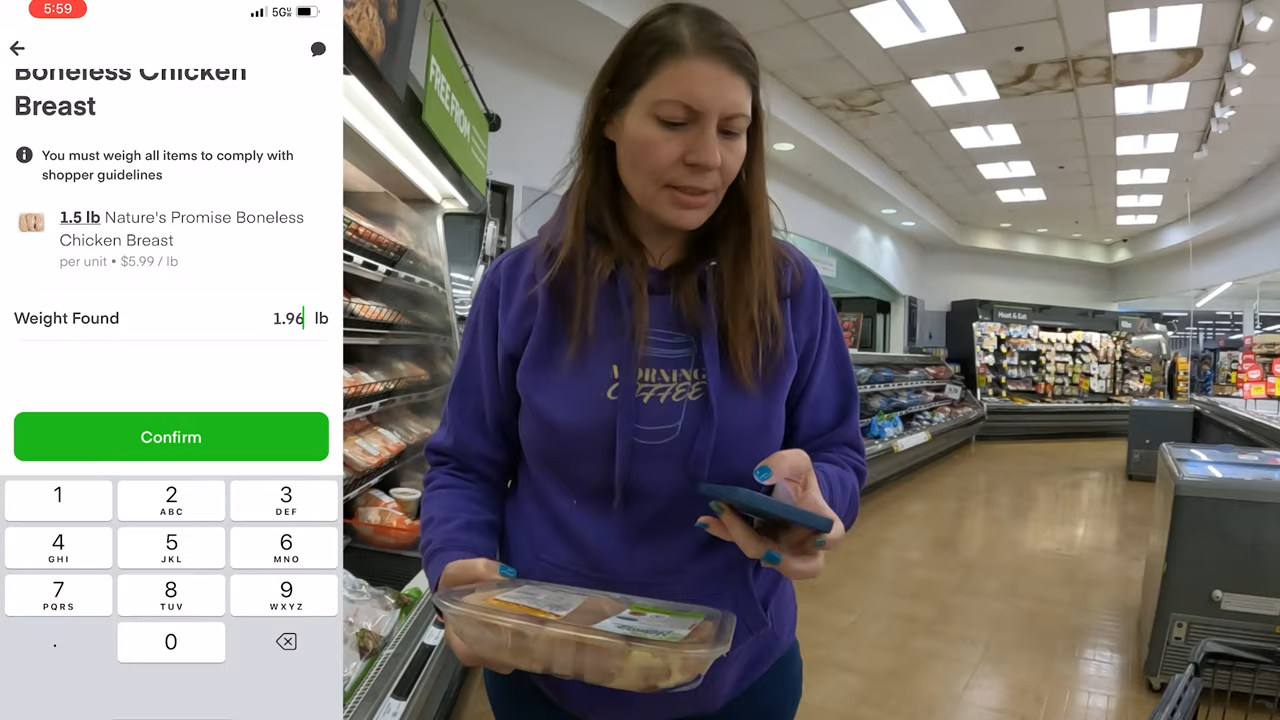 5:59
5G
Boneless Chicken
Breast
You must weigh all items to comply with
shopper guidelines
1.5 lb Nature's Promise Boneless
Chicken Breast
per unit • $5.99 / lb
Weight Found 1.96 lb
Confirm
1 2 3
ABC DEF
4 5 6
GHI JKL MNO
7 8 9
PQRS TUV WXYZ
. 0
FREE FROM
MORNING
COFFEE
Meat & Eat